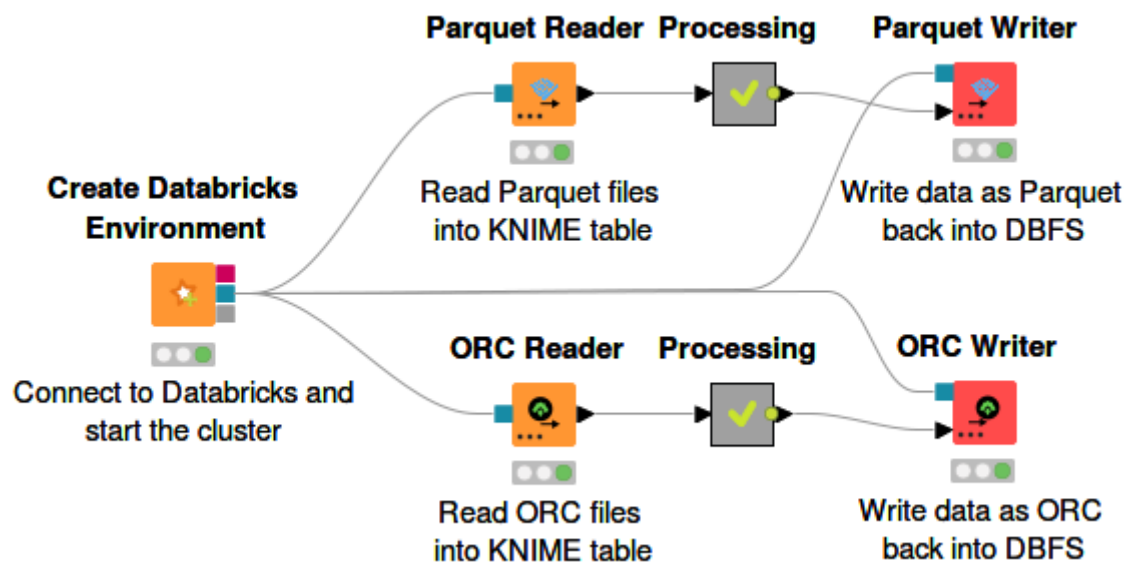 Parquet Reader
Processing
Parquet Writer
Read Parquet files
into KNIME table
Write data as Parquet
back into DBFS
Create Databricks
Environment
Connect to Databricks and
start the cluster
ORC Reader
Processing
ORC Writer
Read ORC files
into KNIME table
Write data as ORC
back into DBFS